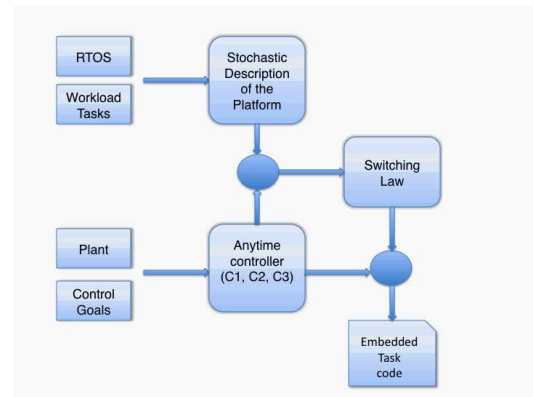 RTOS
Workload
Tasks
Stochastic
Description
of the
Platform
Switching
Law
Plant
Control
Goals
Anytime
controller
(C1, C2, C3)
Embedded
Task
code